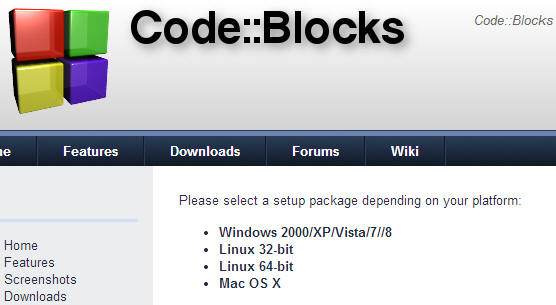 Code::Blocks
Code::Blocks
Features Downloads Forums Wiki
Please select a setup package depending on your platform:
• Windows 2000/XP/Vista/7//8
• Linux 32-bit
• Linux 64-bit
• Mac OS X
Home
Features
Screenshots
Downloads